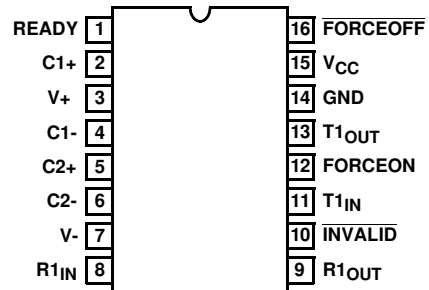 READY 1 16 FORCEOFF
C1+ 2 15 VCC
V+ 3 14 GND
C1- 4 13 T1OUT
C2+ 5 12 FORCEON
C2- 6 11 T1IN
V- 7 10 INVALID
R1IN 8 9 R1OUT